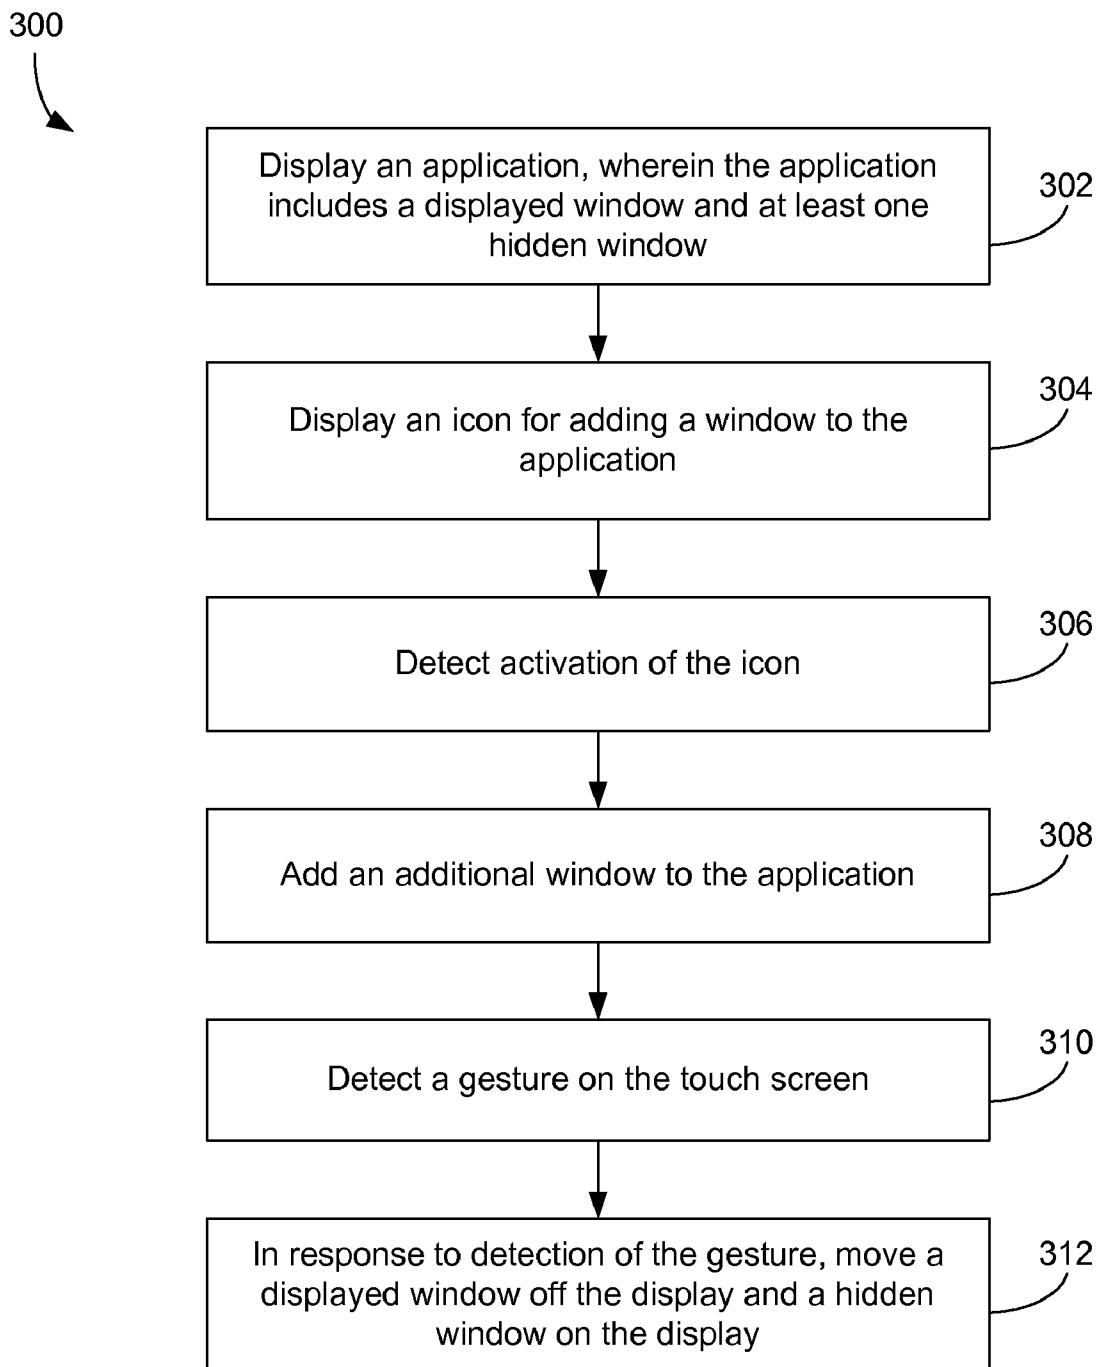 300
Display an application, wherein the application
includes a displayed window and at least one
hidden window
302
Display an icon for adding a window to the
application
304
Detect activation of the icon
306
Add an additional window to the application
308
Detect a gesture on the touch screen
310
In response to detection of the gesture, move a
displayed window off the display and a hidden
window on the display
312